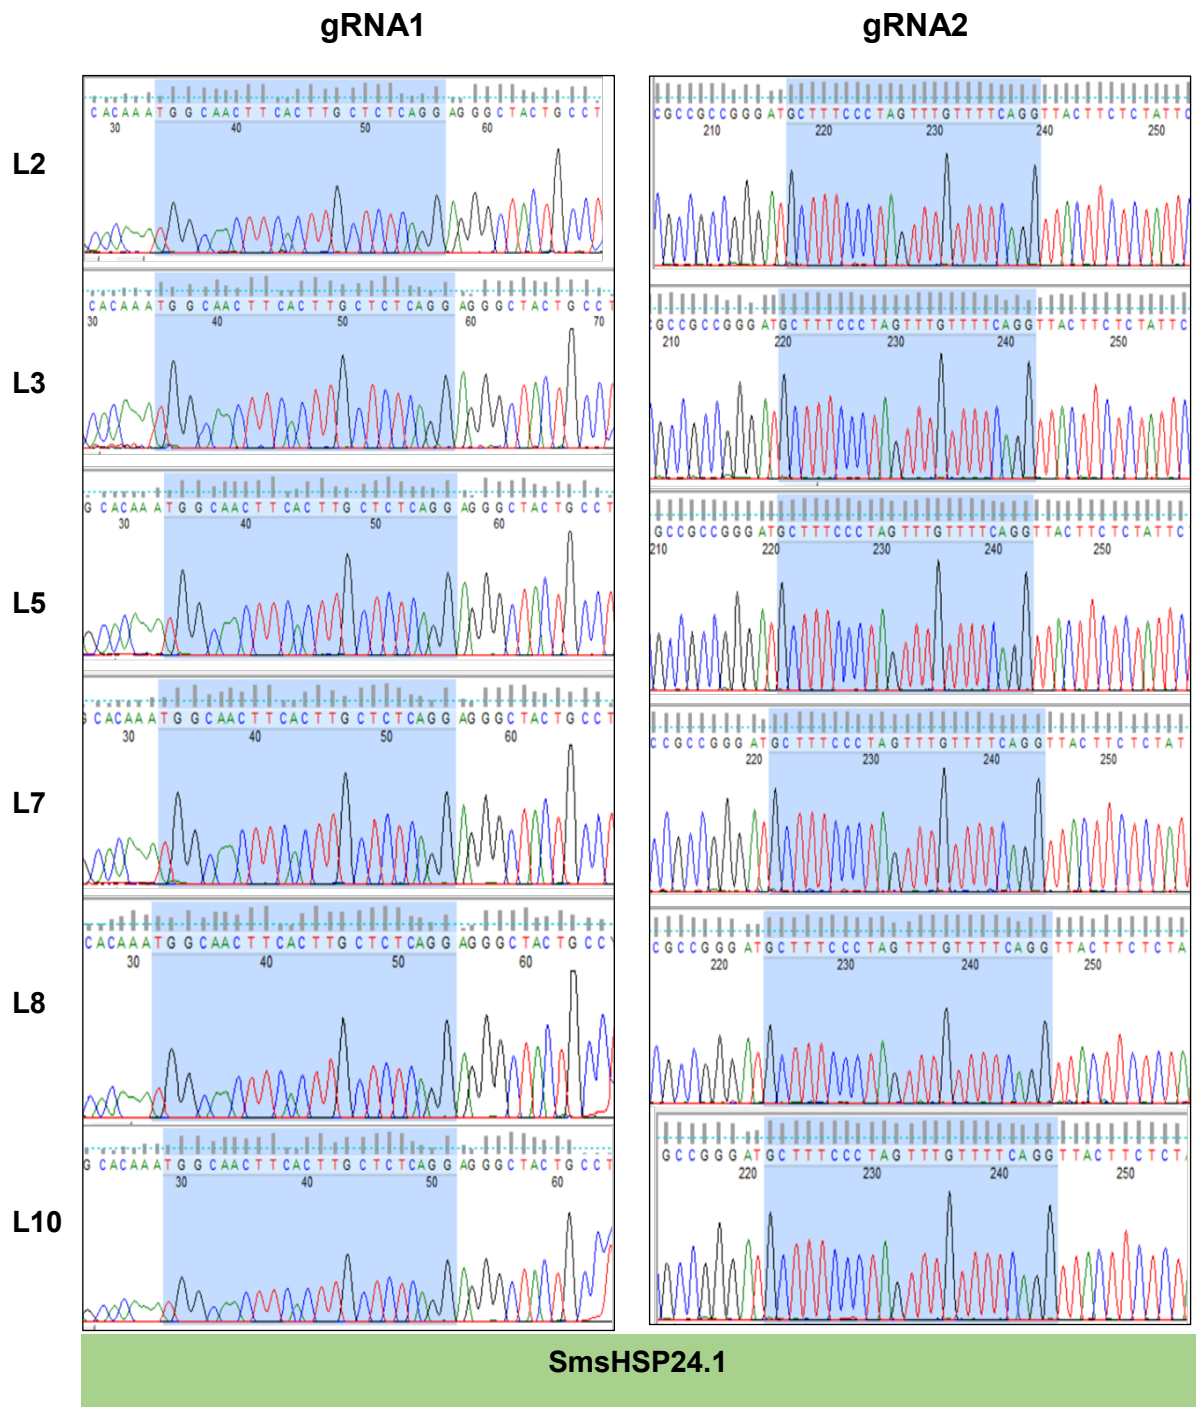 gRNA1
gRNA2
L2
CACAAATGGCAACTTCACTTGCTCTCAGGAGGGCTACTGCCT
30 40 50 60
CGCCGCCGGGATGCTTTCCCTAGTTTGTTTTCAGGTTACTTCTCTATTC
210 220 230 240 250
L3
CACAAATGGCAACTTCACTTGCTCTCAGGAGGGCTACTGCCT
30 40 50 60 70
GCCGCCGGGATGCTTTCCCTAGTTTGTTTTCAGGTTACTTCTCTATTC
210 220 230 240 250
L5
GCACAAATGGCAACTTCACTTGCTCTCAGGAGGGCTACTGCCT
30 40 50 60
GCCGCCGGGATGCTTTCCCTAGTTTGTTTTCAGGTTACTTCTCTATTC
210 220 230 240 250
L7
GCACAAATGGCAACTTCACTTGCTCTCAGGAGGGCTACTGCCT
30 40 50 60
CCGCCGGGATGCTTTCCCTAGTTTGTTTTCAGGTTACTTCTCTAT
220 230 240 250
L8
CACAAATGGCAACTTCACTTGCTCTCAGGAGGGCTACTGCC
30 40 50 60
CGCCGGGATGCTTTCCCTAGTTTGTTTTCAGGTTACTTCTCTA
220 230 240 250
L10
GCACAAATGGCAACTTCACTTGCTCTCAGGAGGGCTACTGCCT
30 40 50 60
GCCGGGATGCTTTCCCTAGTTTGTTTTCAGGTTACTTCTCT
220 230 240 250
SmsHSP24.1